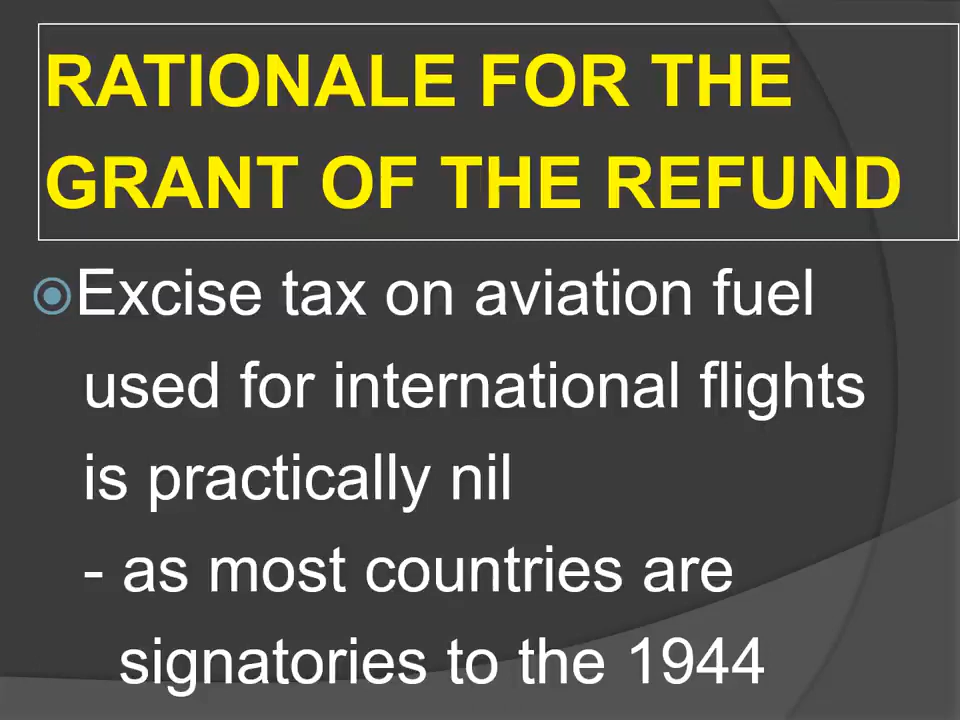 RATIONALE FOR THE
GRANT OF THE REFUND
Excise tax on aviation fuel
used for international flights
is practically nil
- as most countries are
signatories to the 1944